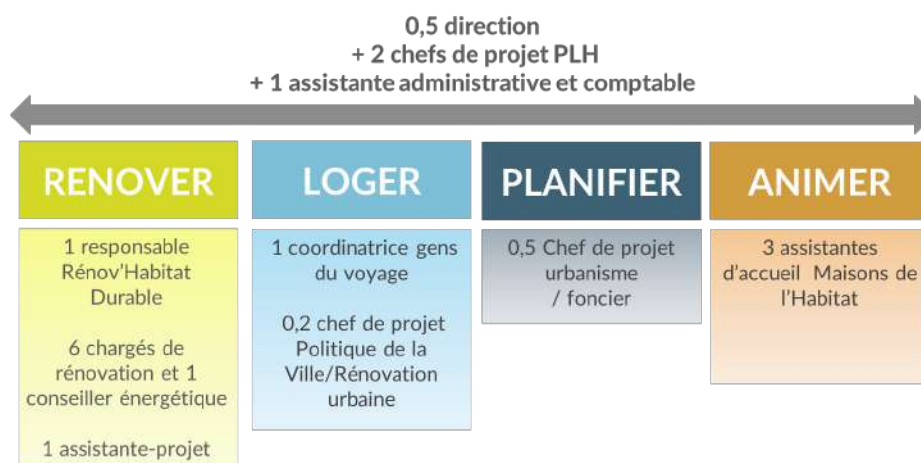 0,5 direction
+ 2 chefs de projet PLH
+ 1 assistante administrative et comptable
RENOVER
1 responsable
Rénov'Habitat
Durable
6 chargés de
rénovation et 1
conseiller énergétique
1 assistante-projet
LOGER
1 coordinatrice gens
du voyage
0,2 chef de projet
Politique de la
Ville/Rénovation
urbaine
PLANIFIER
0,5 Chef de projet
urbanisme
/ foncier
ANIMER
3 assistantes
d'accueil Maisons de
l'Habitat